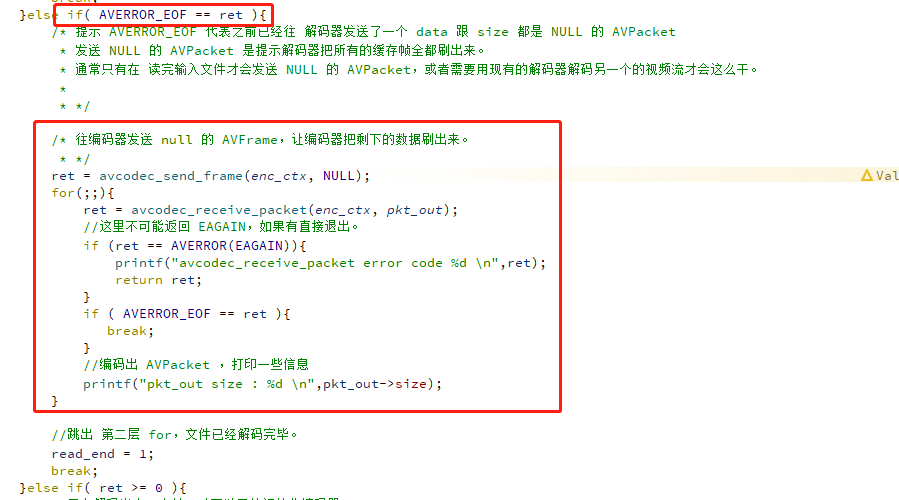 }else if( AVERROR_EOF == ret ){
/* 提示 AVERROR_EOF 代表之前已经往 解码器发送了一个 data 跟 size 都是 NULL 的 AVPacket
* 发送 NULL 的 AVPacket 是提示解码器把所有的缓存帧全都刷出来。
* 通常只有在 读完输入文件才会发送 NULL 的 AVPacket，或者需要用现有的解码器解码另一个的视频流才会这么干。
*
* */
/* 往编码器发送 null 的 AVFrame，让编码器把剩下的数据刷出来。
* */
ret = avcodec_send_frame(enc_ctx, NULL);
Val
for(;;){
ret = avcodec_receive_packet(enc_ctx, pkt_out);
//这里不可能返回 EAGAIN，如果有直接退出。
if (ret == AVERROR(EAGAIN)){
printf("avcodec_receive_packet error code %d \n",ret);
return ret;
}
if ( AVERROR_EOF == ret ){
break;
}
//编码出 AVPacket ，打印一些信息
printf("pkt_out size : %d \n",pkt_out->size);
}
//跳出 第二层 for，文件已经解码完毕。
read_end = 1;
break;
}else if( ret >= 0 ){